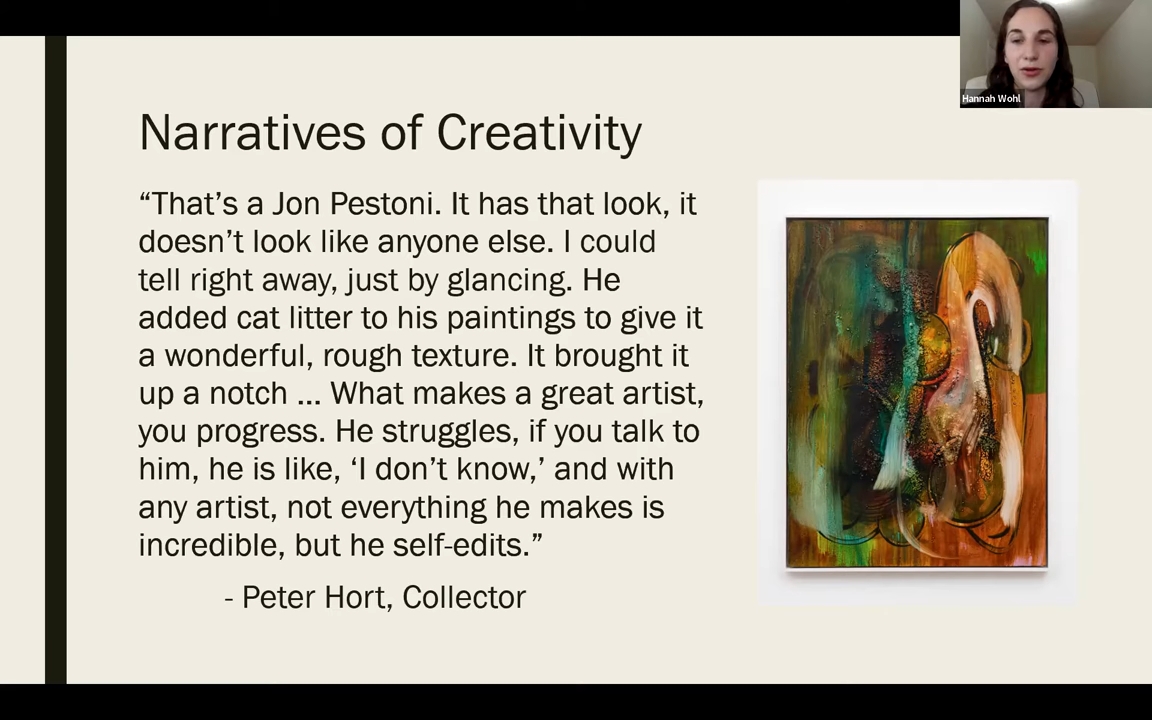 Hannah Wohl
Narratives of Creativity
“That’s a Jon Pestoni. It has that look, it
doesn’t look like anyone else. I could
tell right away, just by glancing. He
added cat litter to his paintings to give it
a wonderful, rough texture. It brought it
up a notch ... What makes a great artist,
you progress. He struggles, if you talk to
him, he is like, ‘I don’t know,’ and with
any artist, not everything he makes is
incredible, but he self-edits.”
- Peter Hort, Collector